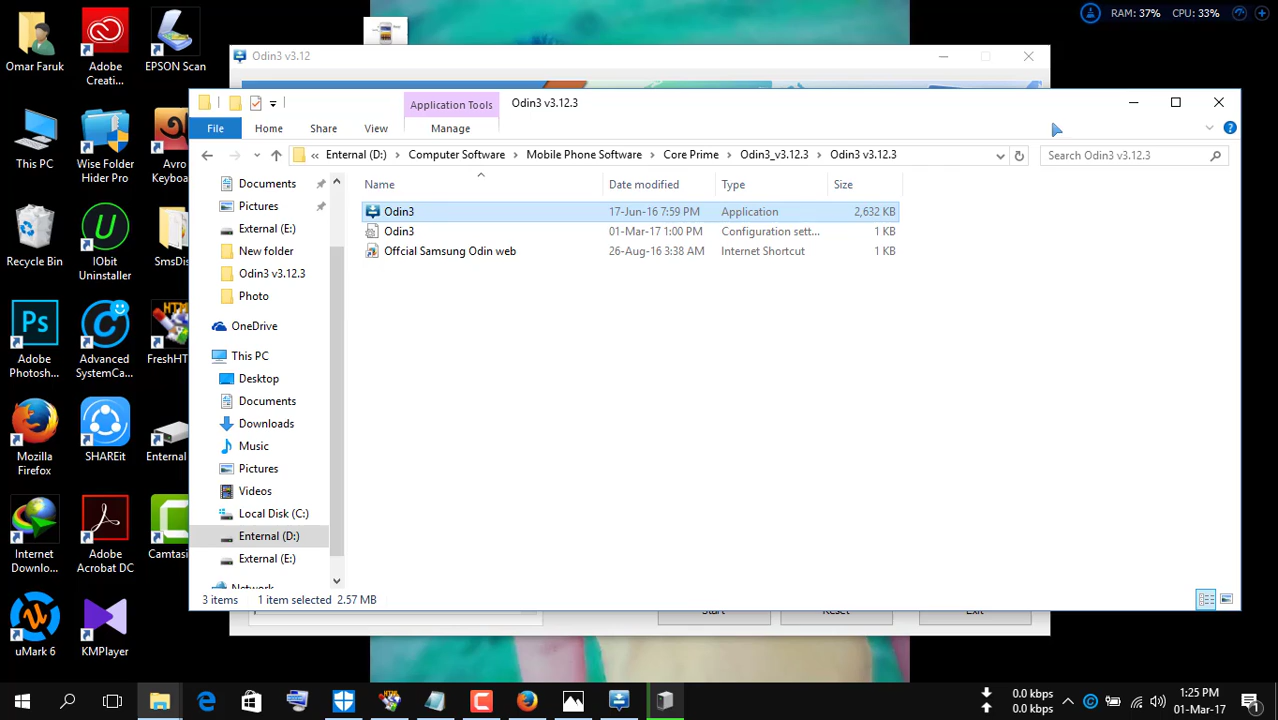 RAM: 37% CPU: 33%
Omar Faruk
Adobe
Creati...
EPSON Scan
This PC
Wise Folder
Hider Pro
Avro
Keyboa
Recycle Bin
IObit
Uninstaller
SmsDis
Adobe
Photosh...
Advanced
SystemCar
FreshHT
Mozilla
Firefox
SHAREit
Enternal
Internet
Downlo...
Adobe
Acrobat DC
Camtasi
uMark 6
KMPlayer
Odin3 v3.12
Application Tools
Odin3 v3.12.3
File
Home
Share
View
Manage
« Enternal (D:) › Computer Software › Mobile Phone Software › Core Prime › Odin3_v3.12.3 › Odin3 v3.12.3
Search Odin3 v3.12.3
Documents
Pictures
External (E:)
New folder
Odin3 v3.12.3
Photo
OneDrive
This PC
Desktop
Documents
Downloads
Music
Pictures
Videos
Local Disk (C:)
Enternal (D:)
External (E:)
Network
Name Date modified Type Size
Odin3 17-Jun-16 7:59 PM Application 2,632 KB
Odin3 01-Mar-17 1:00 PM Configuration sett... 1 KB
Offcial Samsung Odin web 26-Aug-16 3:38 AM Internet Shortcut 1 KB
3 items 1 item selected 2.57 MB
Start Reset Exit
0.0 kbps
0.0 kbps
1:25 PM
01-Mar-17
1